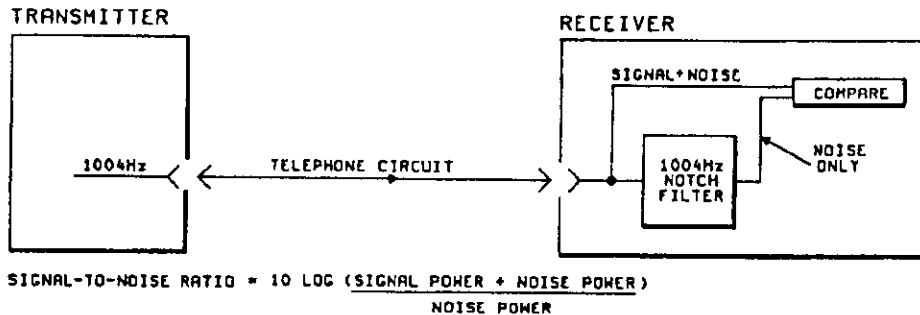 TRANSMITTER
RECEIVER
SIGNAL+NOISE
COMPARE
1004Hz
TELEPHONE CIRCUIT
1004Hz
NOTCH
FILTER
NOISE
ONLY
SIGNAL-TO-NOISE RATIO = 10 LOG (SIGNAL POWER + NOISE POWER)
NOISE POWER